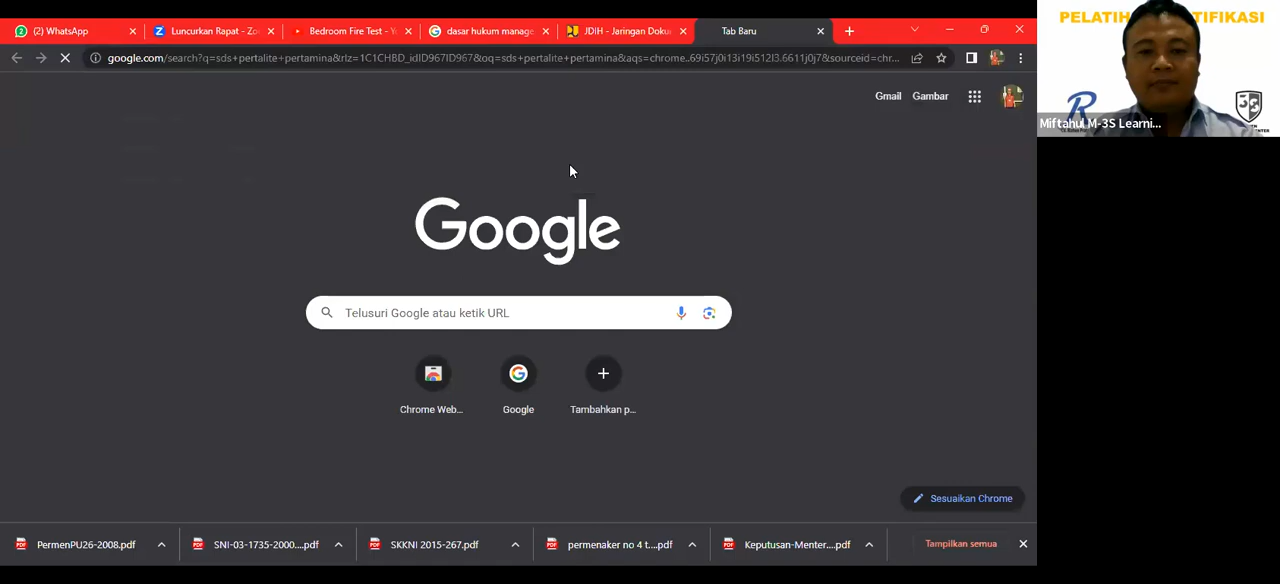 (2) WhatsApp
Luncurkan Rapat - Zo
Bedroom Fire Test - Y
dasar hukum manage
JDIH - Jaringan Doku
Tab Baru
google.com/search?q=sds+pertalite+pertamina&rlz=1C1CHBD_idID967ID967&oq=sds+pertalite+pertamina&aqs=chrome..69i57j0i13i19i512l3.6611j0j7&sourceid=chr...
Gmail Gambar
Google
Telusuri Google atau ketik URL
Chrome Web...
Google
Tambahkan p...
Sesuaikan Chrome
PermenPU26-2008.pdf
SNI-03-1735-2000....pdf
SKKNI 2015-267.pdf
permenaker no 4 t....pdf
Keputusan-Menter....pdf
Tampilkan semua
PELATIH TIFIKASI
R
3S
Miftahul M-3S Learni...